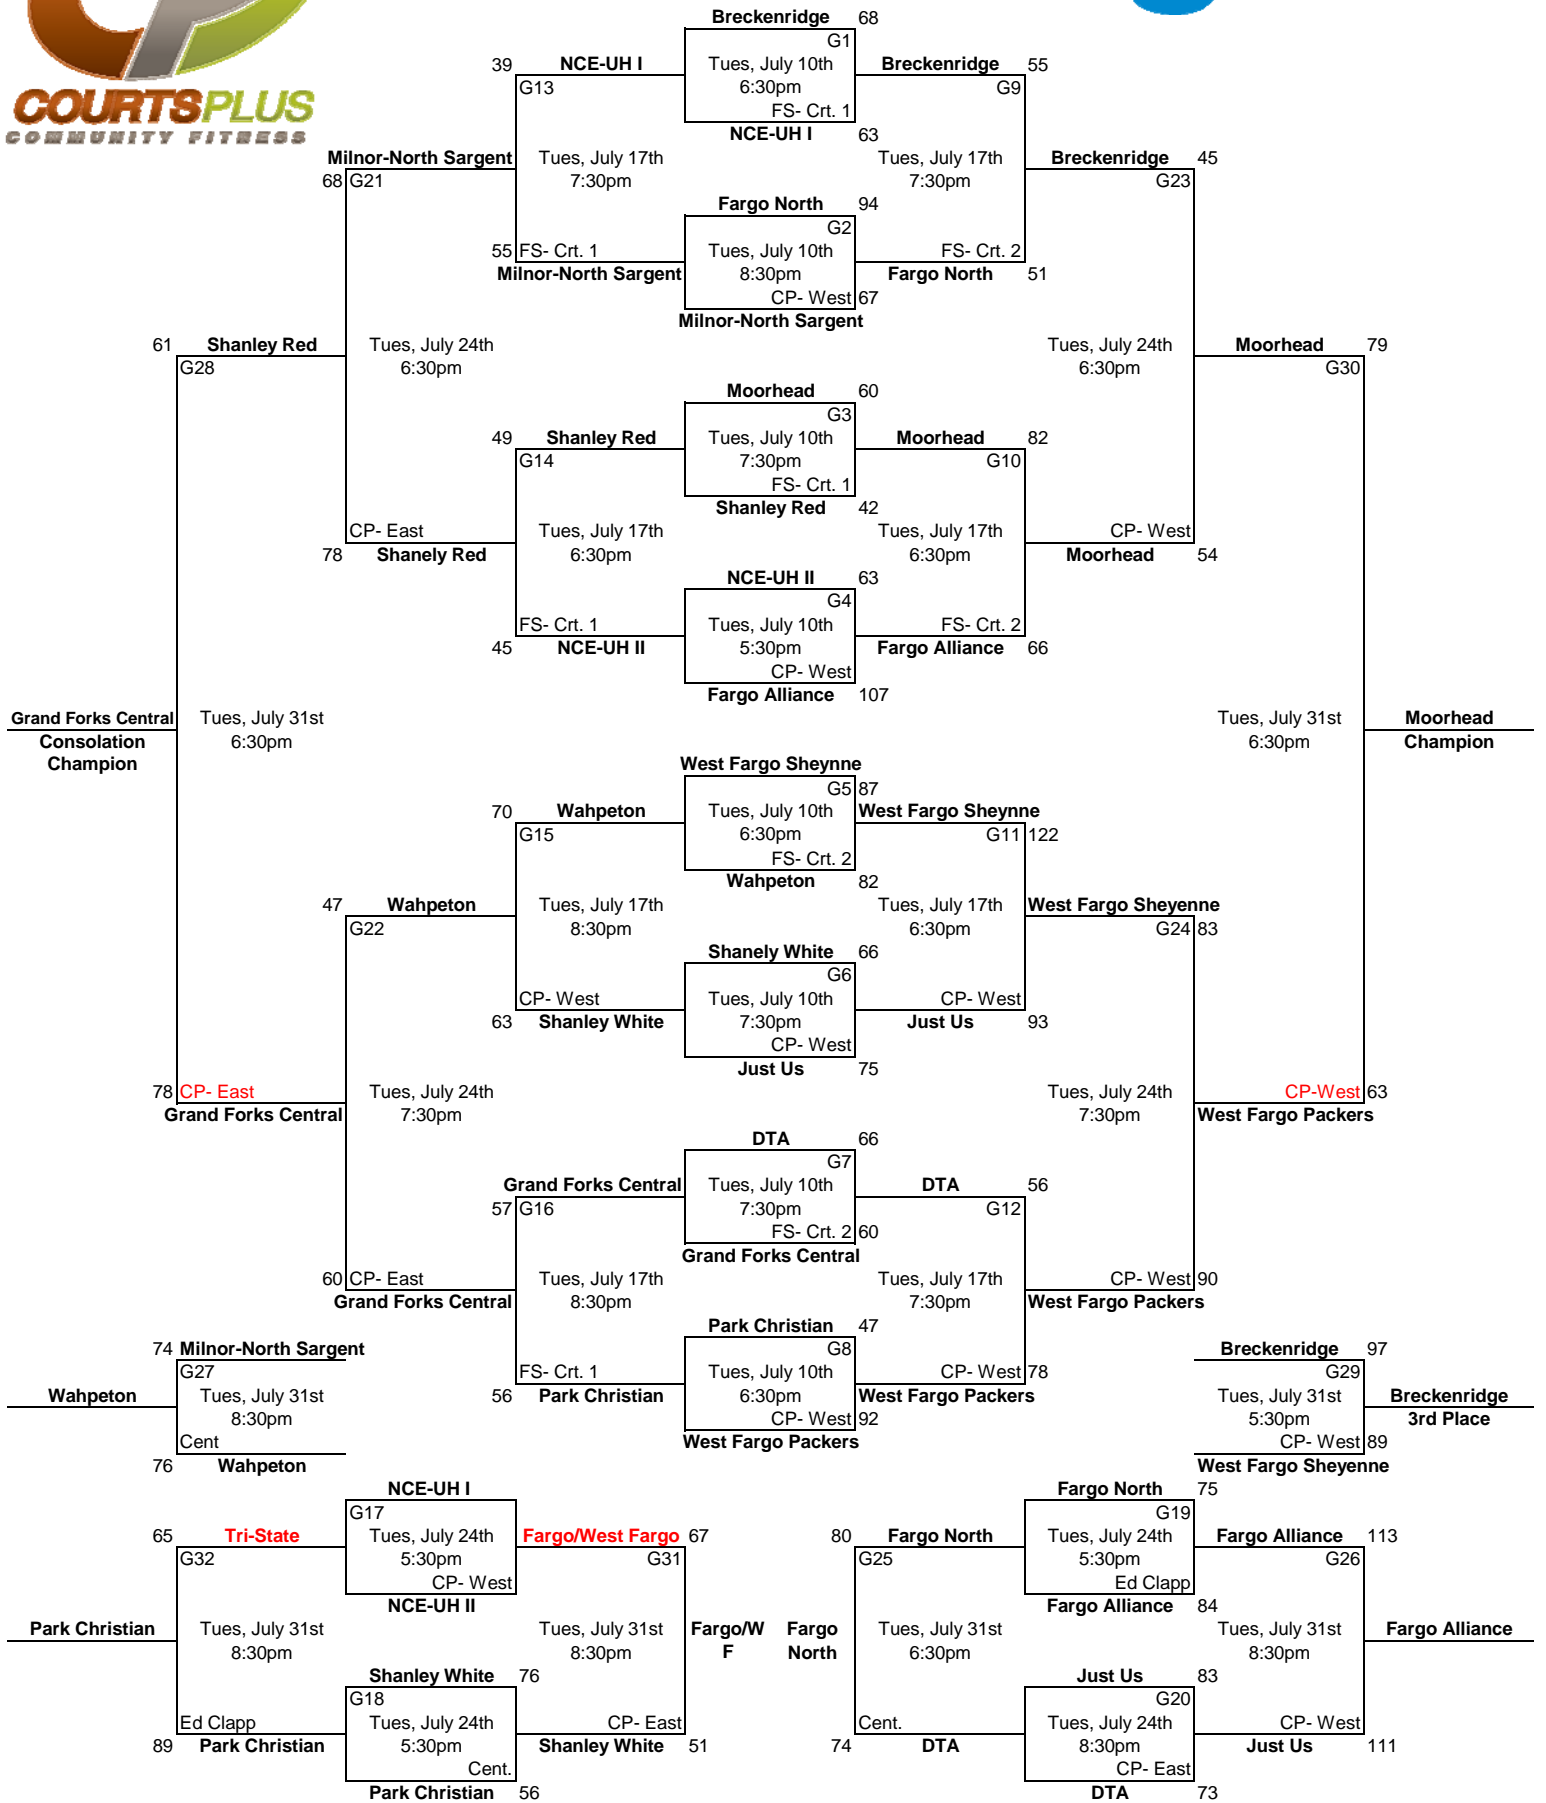 Breckenridge 68
G1
39 NCE-UH I Tues, July 10th Breckenridge 55
G13 6:30pm G9
FS- Crt. 1
COURTSPLUS
COMMUNITY FITNESS
NCE-UH I 63
Milnor-North Sargent Tues, July 17th Tues, July 17th Breckenridge 45
68 G21 7:30pm 7:30pm G23
Fargo North 94
G2
55 FS- Crt. 1 Tues, July 10th FS- Crt. 2
Milnor-North Sargent 8:30pm Fargo North 51
CP- West 67
Milnor-North Sargent
61 Shanley Red Tues, July 24th Tues, July 24th Moorhead 79
G28 6:30pm 6:30pm G30
Moorhead 60
G3
49 Shanley Red Tues, July 10th Moorhead 82
G14 7:30pm G10
FS- Crt. 1
Shanley Red 42
CP- East Tues, July 17th Tues, July 17th CP- West
78 Shanely Red 6:30pm 6:30pm Moorhead 54
NCE-UH II 63
G4
FS- Crt. 1 Tues, July 10th FS- Crt. 2
45 NCE-UH II 5:30pm Fargo Alliance 66
CP- West
Fargo Alliance 107
Grand Forks Central Tues, July 31st Tues, July 31st Moorhead
Consolation 6:30pm 6:30pm Champion
Champion
West Fargo Sheynne
G5 87
70 Wahpeton Tues, July 10th West Fargo Sheynne
G15 6:30pm G11 122
FS- Crt. 2
Wahpeton 82
47 Wahpeton Tues, July 17th Tues, July 17th West Fargo Sheyenne
G22 8:30pm 6:30pm G24 83
Shanely White 66
G6
CP- West Tues, July 10th CP- West
63 Shanley White 7:30pm Just Us 93
CP- West
Just Us 75
78 CP- East Tues, July 24th Tues, July 24th CP-West 63
Grand Forks Central 7:30pm 7:30pm West Fargo Packers
DTA 66
G7
Grand Forks Central Tues, July 10th DTA 56
57 G16 7:30pm G12
FS- Crt. 2 60
Grand Forks Central
60 CP- East Tues, July 17th Tues, July 17th CP- West 90
Grand Forks Central 8:30pm 7:30pm West Fargo Packers
Park Christian 47
74 Milnor-North Sargent G8 Breckenridge 97
G27 FS- Crt. 1 Tues, July 10th CP- West 78 G29
Wahpeton Tues, July 31st 56 Park Christian 6:30pm West Fargo Packers Tues, July 31st Breckenridge
8:30pm CP- West 92 5:30pm 3rd Place
Cent West Fargo Packers CP- West 89
76 Wahpeton West Fargo Sheyenne
NCE-UH I Fargo North 75
G17 G19
65 Tri-State Tues, July 24th Fargo/West Fargo 67 80 Fargo North Tues, July 24th Fargo Alliance 113
G32 5:30pm G31 G25 5:30pm G26
CP- West Ed Clapp
NCE-UH II Fargo Alliance 84
Park Christian Tues, July 31st Tues, July 31st Fargo/W Fargo Tues, July 31st Tues, July 31st Fargo Alliance
8:30pm 8:30pm F North 6:30pm 8:30pm
Shanley White 76 Just Us 83
G18 G20
Ed Clapp Tues, July 24th CP- East Cent. Tues, July 24th CP- West
89 Park Christian 5:30pm Shanley White 51 74 DTA 8:30pm Just Us 111
Cent. CP- East
Park Christian 56 DTA 73